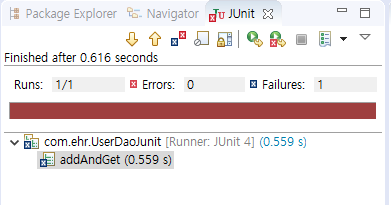 Package Explorer Navigator JUnit
Finished after 0.616 seconds
Runs: 1/1 Errors: 0 Failures: 1
com.ehr.UserDaoJunit [Runner: JUnit 4] (0.559 s)
addAndGet (0.559 s)